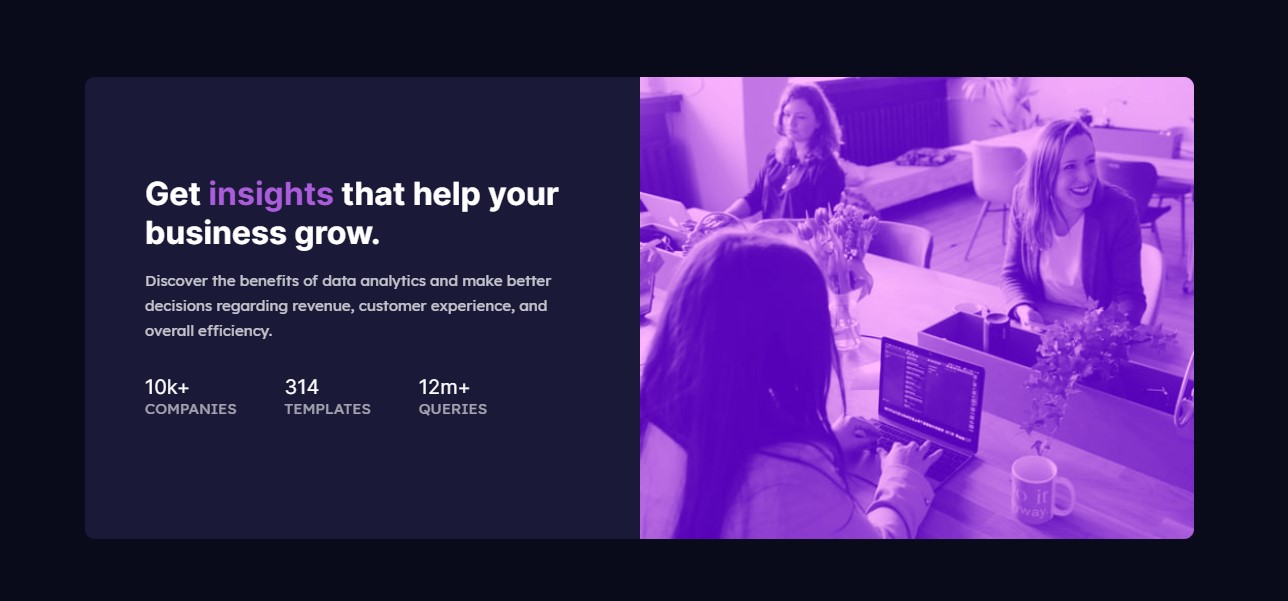 Get insights that help your
business grow.
Discover the benefits of data analytics and make better
decisions regarding revenue, customer experience, and
overall efficiency.
10k+ 314 12m+
COMPANIES TEMPLATES QUERIES